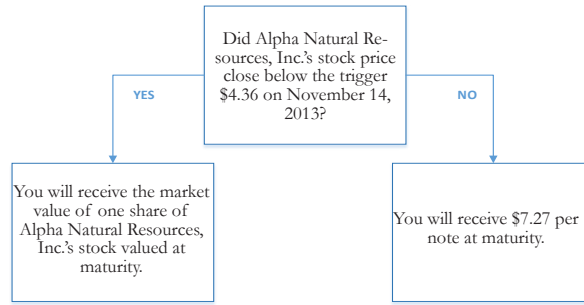 Did Alpha Natural Re-
sources, Inc.'s stock price
close below the trigger
$4.36 on November 14,
2013?
YES
NO
You will receive the market
value of one share of
Alpha Natural Resources,
Inc.'s stock valued at
maturity.
You will receive $7.27 per
note at maturity.